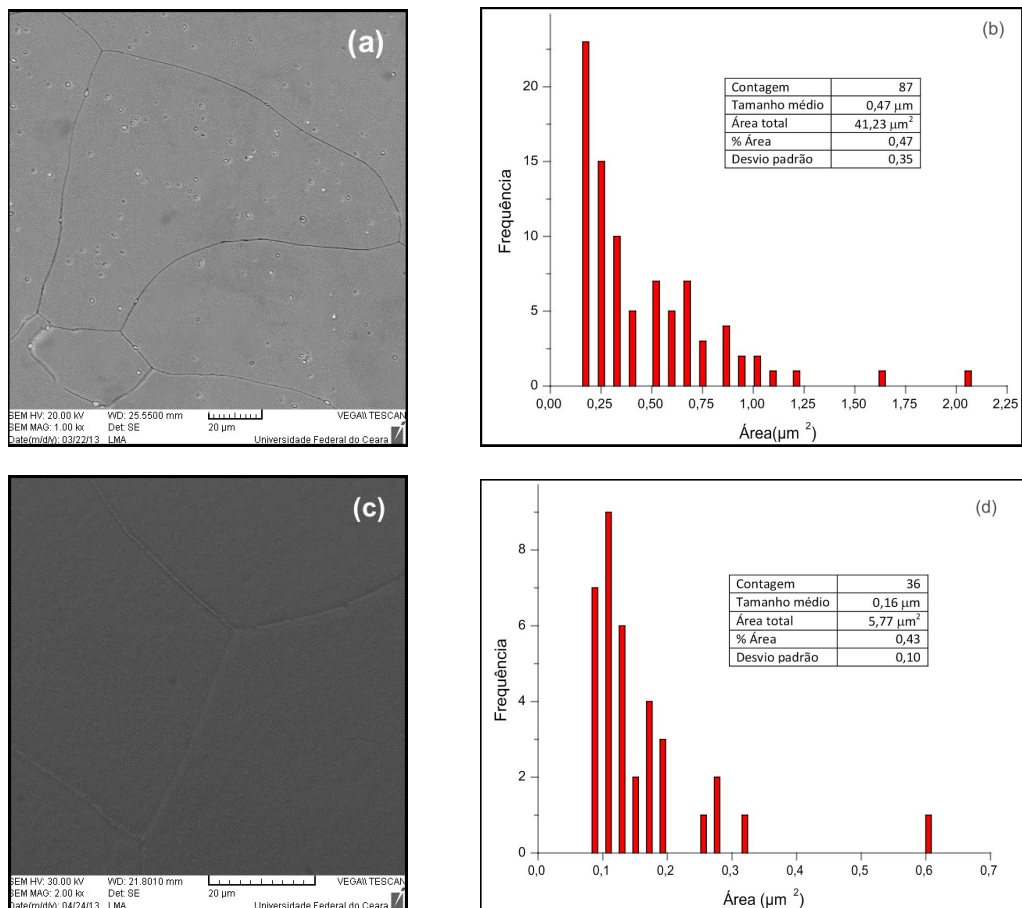 (a)
SEM HV: 20.00 kV WD: 25.5500 mm VEGA\\ TESCAN
SEM MAG: 1.00 kx Det: SE 20 µm
Date(m/d/y): 03/22/13 LMA Universidade Federal do Ceara
(b)
Contagem 87
Tamanho médio 0,47 µm
Área total 41,23 µm²
% Área 0,47
Desvio padrão 0,35
Frequência
20
15
10
5
0
0,00 0,25 0,50 0,75 1,00 1,25 1,50 1,75 2,00 2,25
Área(µm ²)
(c)
SEM HV: 30.00 kV WD: 21.8010 mm VEGA\\ TESCAN
SEM MAG: 2.00 kx Det: SE 20 µm
Date(m/d/y): 04/24/13 LMA Universidade Federal do Ceara
(d)
Contagem 36
Tamanho médio 0,16 µm
Área total 5,77 µm²
% Área 0,43
Desvio padrão 0,10
Frequência
8
6
4
2
0
0,0 0,1 0,2 0,3 0,4 0,5 0,6 0,7
Área (µm ²)